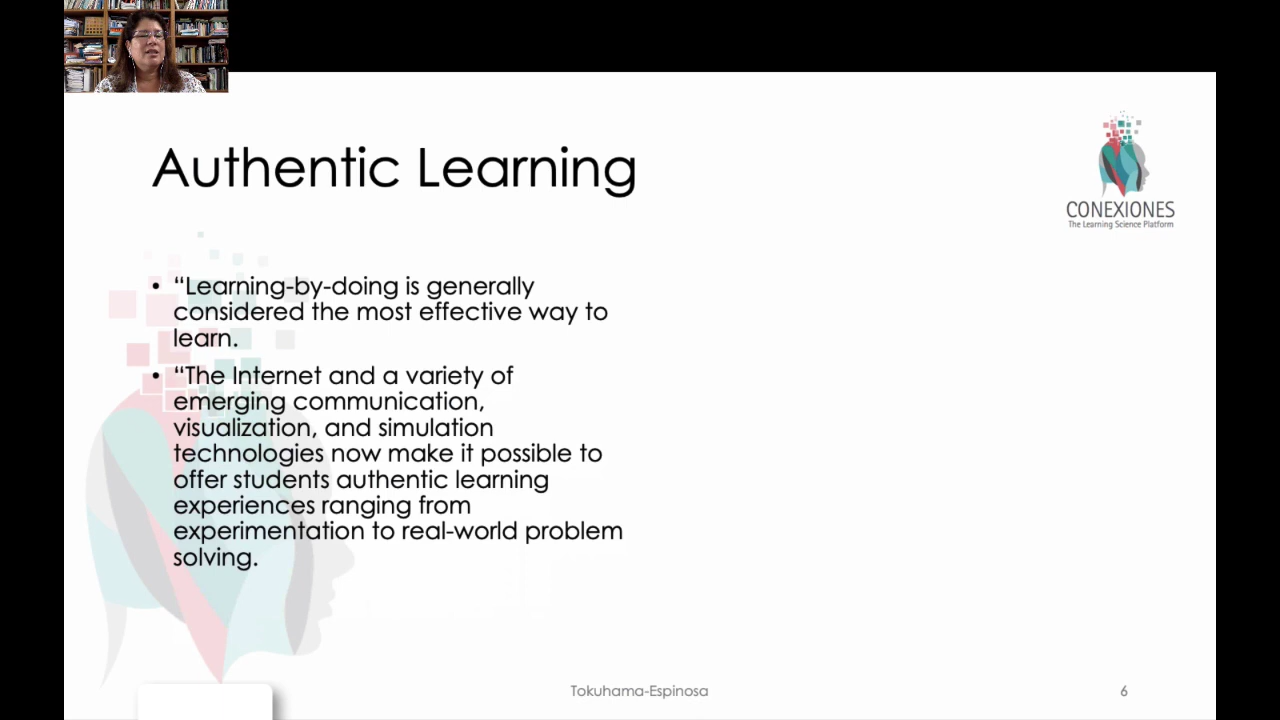 Authentic Learning
CONEXIONES
The Learning Science Platform
• “Learning-by-doing is generally
considered the most effective way to
learn.
• “The Internet and a variety of
emerging communication,
visualization, and simulation
technologies now make it possible to
offer students authentic learning
experiences ranging from
experimentation to real-world problem
solving.
Tokuhama-Espinosa
6